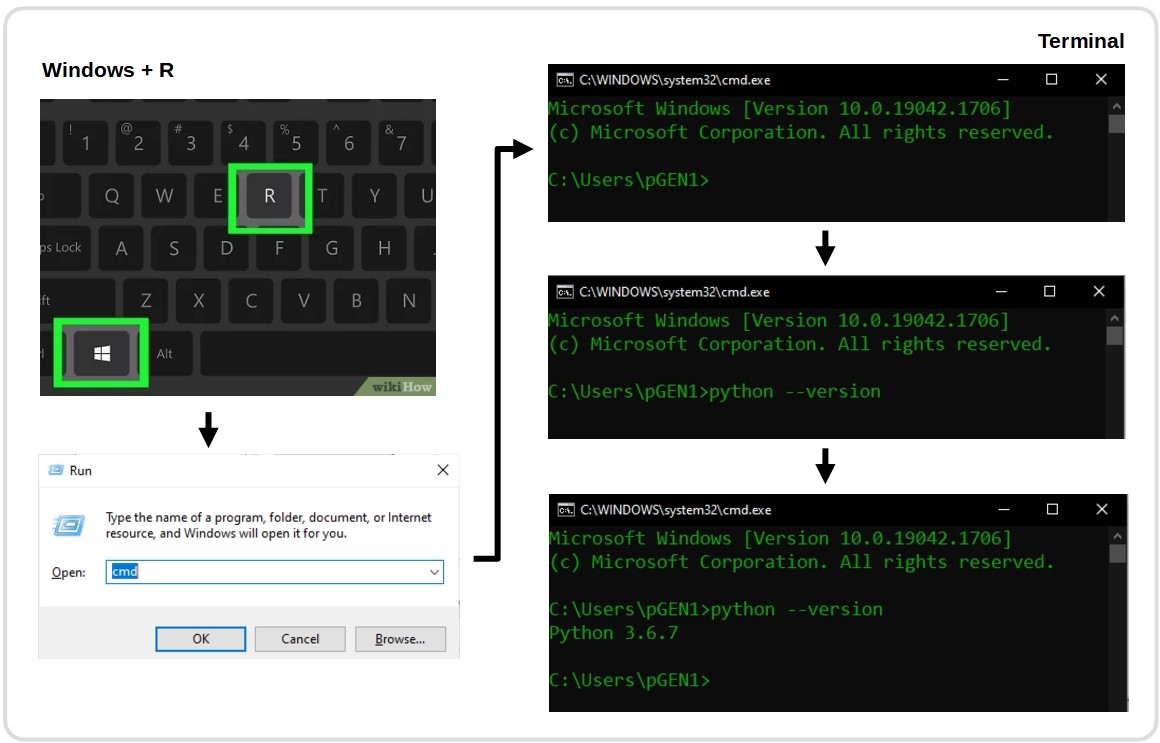 Windows + R
! 1 @ 2 # 3 $ 4 % 5 ^ 6 & 7
Q W E R T Y U
ps Lock A S D F G H
ft Z X C V B N
Alt
wikiHow
Run
Type the name of a program, folder, document, or Internet
resource, and Windows will open it for you.
Open: cmd
OK Cancel Browse...
Terminal
C:\WINDOWS\system32\cmd.exe
Microsoft Windows [Version 10.0.19042.1706]
(c) Microsoft Corporation. All rights reserved.
C:\Users\pGEN1>
C:\WINDOWS\system32\cmd.exe
Microsoft Windows [Version 10.0.19042.1706]
(c) Microsoft Corporation. All rights reserved.
C:\Users\pGEN1>python --version
C:\WINDOWS\system32\cmd.exe
Microsoft Windows [Version 10.0.19042.1706]
(c) Microsoft Corporation. All rights reserved.
C:\Users\pGEN1>python --version
Python 3.6.7
C:\Users\pGEN1>